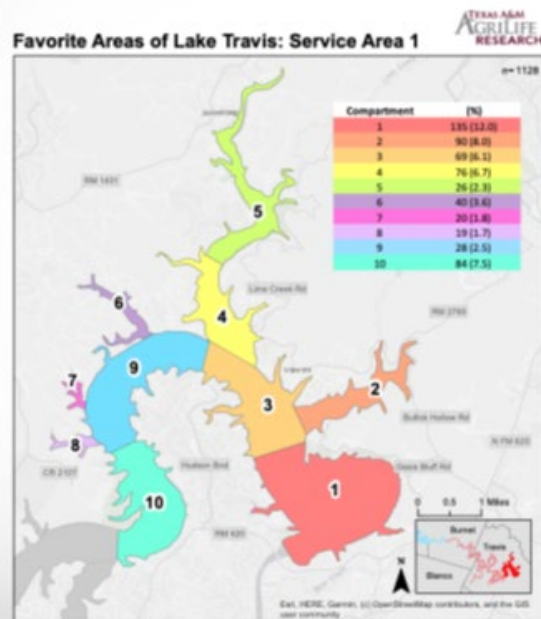 TEXAS A&M
AGRILIFE
RESEARCH
Favorite Areas of Lake Travis: Service Area 1
n=1128
Compartment (%)
1 135 (12.0)
2 90 (8.0)
3 69 (6.1)
4 76 (6.7)
5 26 (2.3)
6 40 (3.6)
7 20 (1.8)
8 19 (1.7)
9 28 (2.5)
10 84 (7.5)
RM 1431
5
Lime Creek Rd
6
4
RM 2769
9
7
2
3
Bullick Hollow Rd
8
N FM 620
CR 2107
Hudson Bnd
1
10
0 0.5 1 Miles
RM 620
Burnet
Travis
Blanco
N
Esri, HERE, Garmin, (c) OpenStreetMap contributors, and the GIS
user community